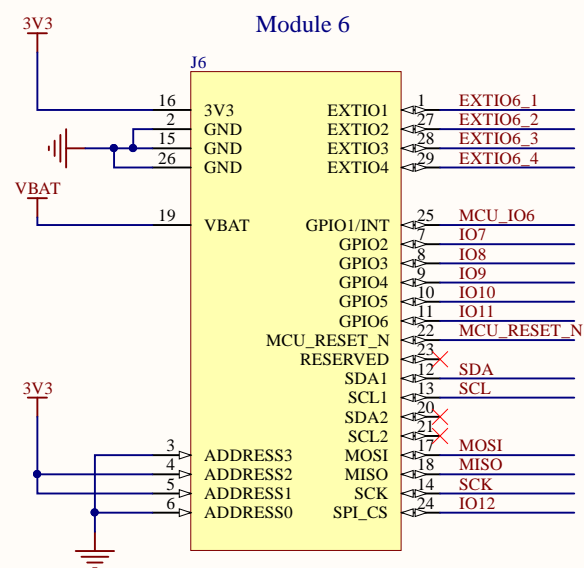 3V3
Module 6
J6
16 3V3 EXTIO1 1 EXTIO6_1
2 GND EXTIO2 27 EXTIO6_2
15 GND EXTIO3 28 EXTIO6_3
26 GND EXTIO4 29 EXTIO6_4
VBAT
19 VBAT GPIO1/INT 25 MCU_IO6
GPIO2 7 IO7
GPIO3 8 IO8
GPIO4 9 IO9
GPIO5 10 IO10
GPIO6 11 IO11
MCU_RESET_N 22 MCU_RESET_N
RESERVED 23
SDA1 12 SDA
3V3
SCL1 13 SCL
SDA2 20
SCL2 21
3 ADDRESS3 MOSI 17 MOSI
4 ADDRESS2 MISO 18 MISO
5 ADDRESS1 SCK 14 SCK
6 ADDRESS0 SPI_CS 24 IO12